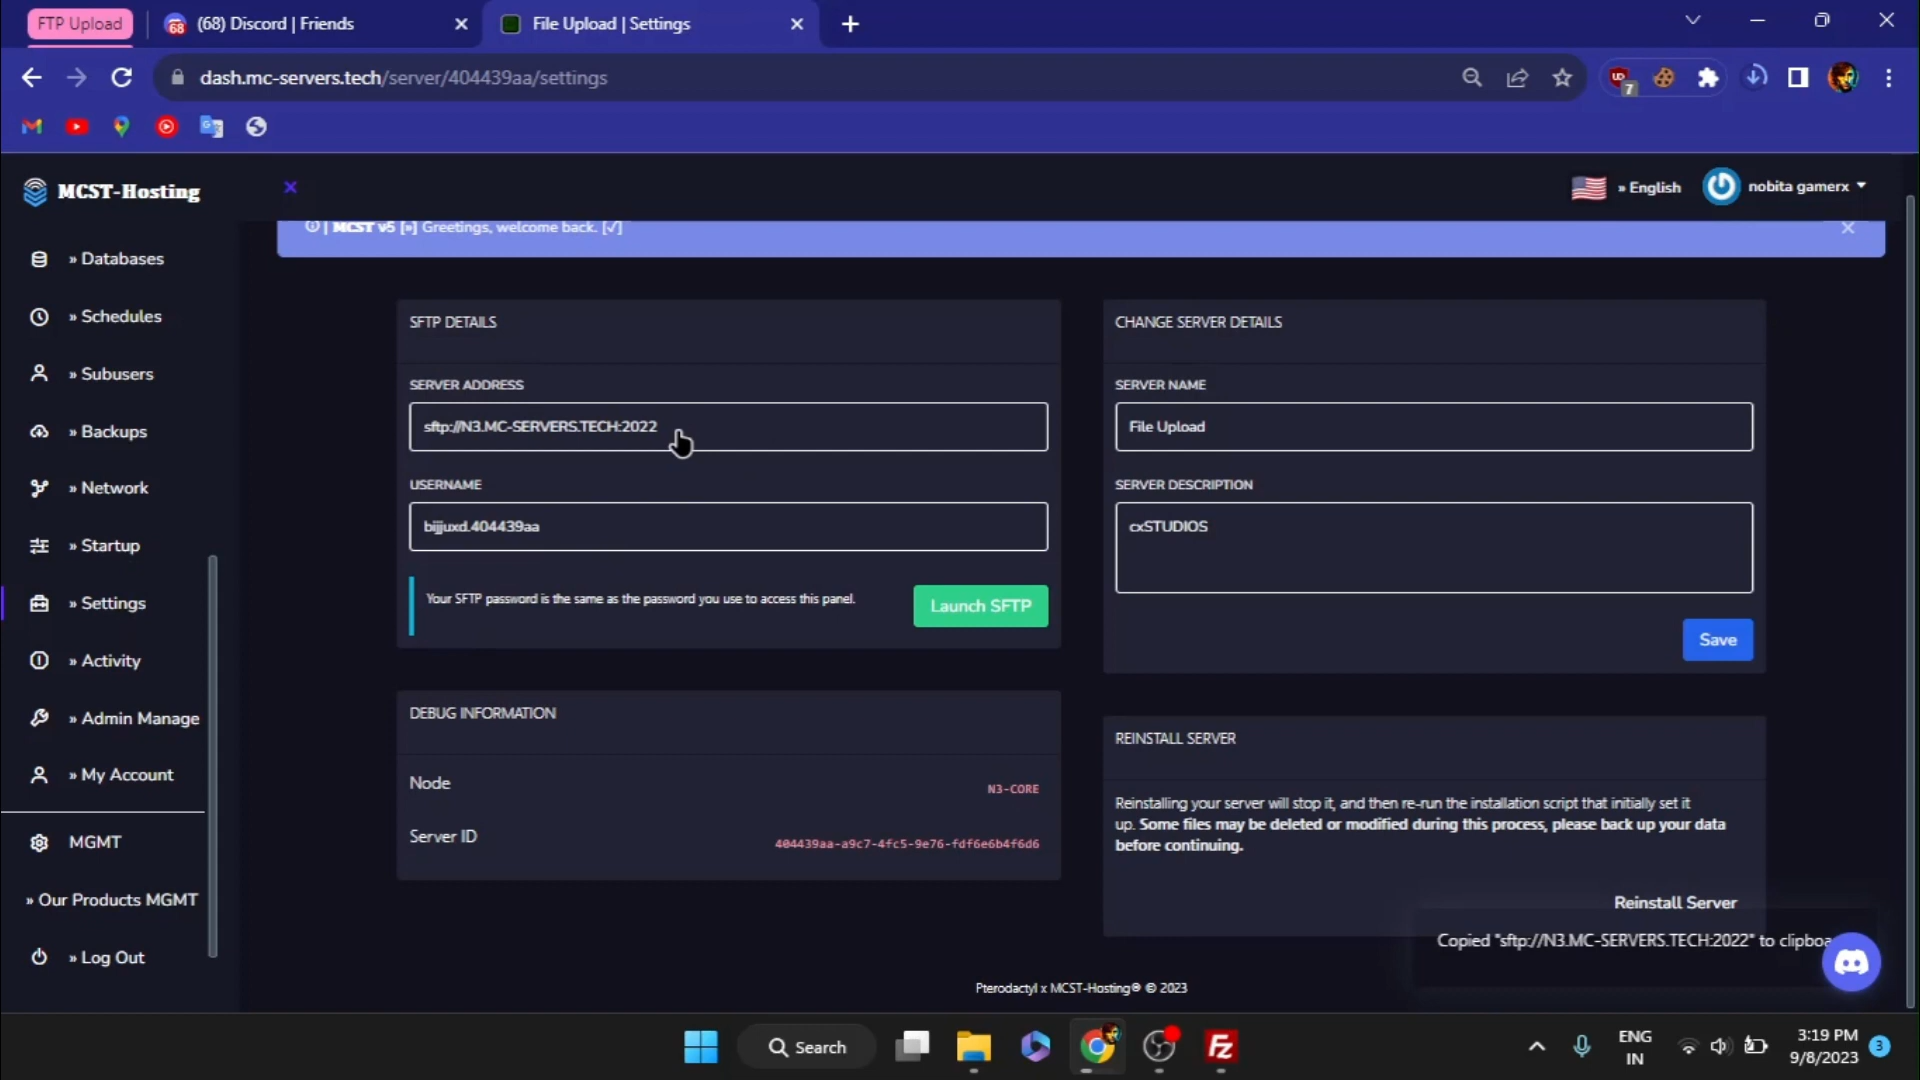 FTP Upload
68
(68) Discord | Friends
File Upload | Settings
dash.mc-servers.tech/server/404439aa/settings
7
MCST-Hosting
» English
nobita gamerx
| MCST v5 [»] Greetings, welcome back. [√]
» Databases
» Schedules
» Subusers
» Backups
» Network
» Startup
» Settings
» Activity
» Admin Manage
» My Account
MGMT
» Our Products MGMT
» Log Out
SFTP DETAILS
SERVER ADDRESS
sftp://N3.MC-SERVERS.TECH:2022
USERNAME
bijjuxd.404439aa
Your SFTP password is the same as the password you use to access this panel.
Launch SFTP
DEBUG INFORMATION
Node
N3-CORE
Server ID
404439aa-a9c7-4fc5-9e76-fdf6e6b4f6d6
CHANGE SERVER DETAILS
SERVER NAME
File Upload
SERVER DESCRIPTION
cxSTUDIOS
Save
REINSTALL SERVER
Reinstalling your server will stop it, and then re-run the installation script that initially set it
up. Some files may be deleted or modified during this process, please back up your data
before continuing.
Reinstall Server
Copied "sftp://N3.MC-SERVERS.TECH:2022" to clipboa
Pterodactyl x MCST-Hosting® © 2023
Search
Fz
ENG
IN
3:19 PM
9/8/2023
3